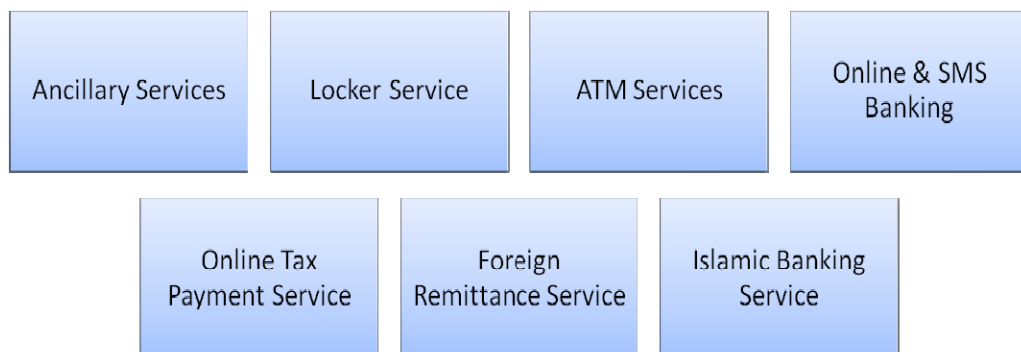 Ancillary Services
Locker Service
ATM Services
Online & SMS
Banking
Online Tax
Payment Service
Foreign
Remittance Service
Islamic Banking
Service